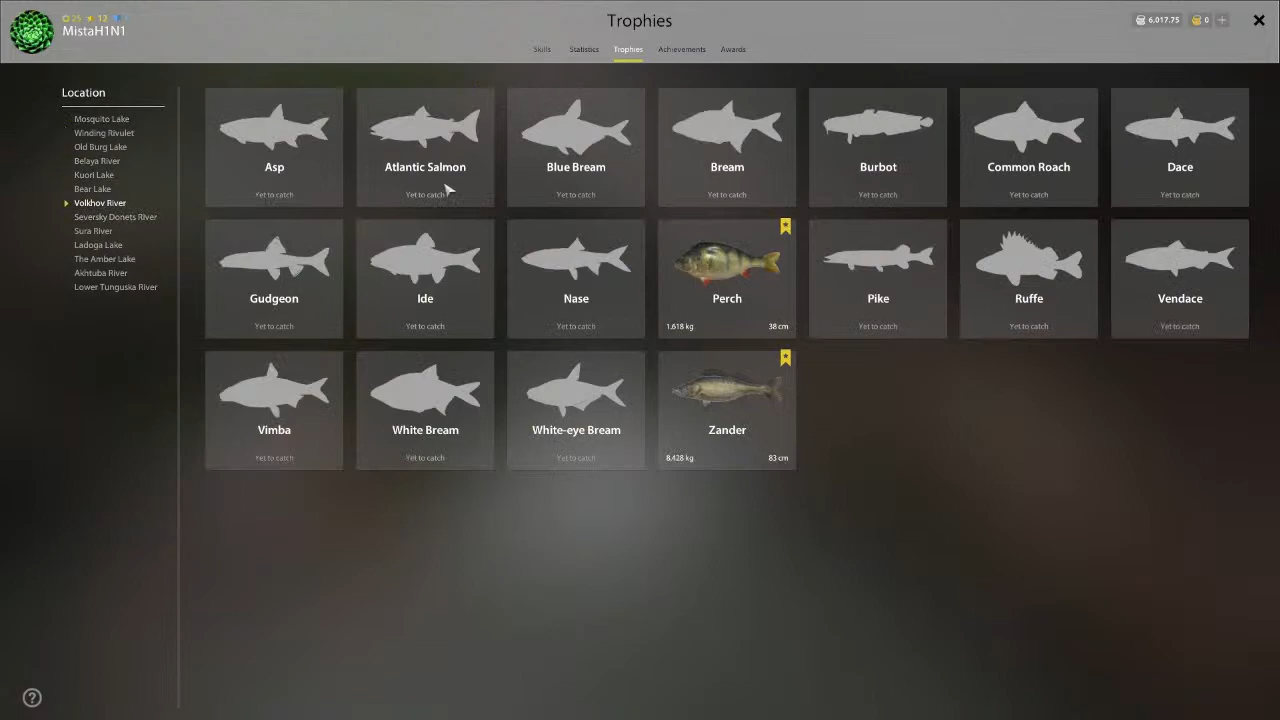 25 12
MistaH1N1
Trophies
6,017.75 0 +
Skills Statistics Trophies Achievements Awards
Location
Mosquito Lake
Winding Rivulet
Old Burg Lake
Belaya River
Kuori Lake
Bear Lake
Volkhov River
Seversky Donets River
Sura River
Ladoga Lake
The Amber Lake
Akhtuba River
Lower Tunguska River
Asp
Yet to catch
Atlantic Salmon
Yet to catch
Blue Bream
Yet to catch
Bream
Yet to catch
Burbot
Yet to catch
Common Roach
Yet to catch
Dace
Yet to catch
Gudgeon
Yet to catch
Ide
Yet to catch
Nase
Yet to catch
Perch
1.618 kg 38 cm
Pike
Yet to catch
Ruffe
Yet to catch
Vendace
Yet to catch
Vimba
Yet to catch
White Bream
Yet to catch
White-eye Bream
Yet to catch
Zander
8.428 kg 83 cm
?